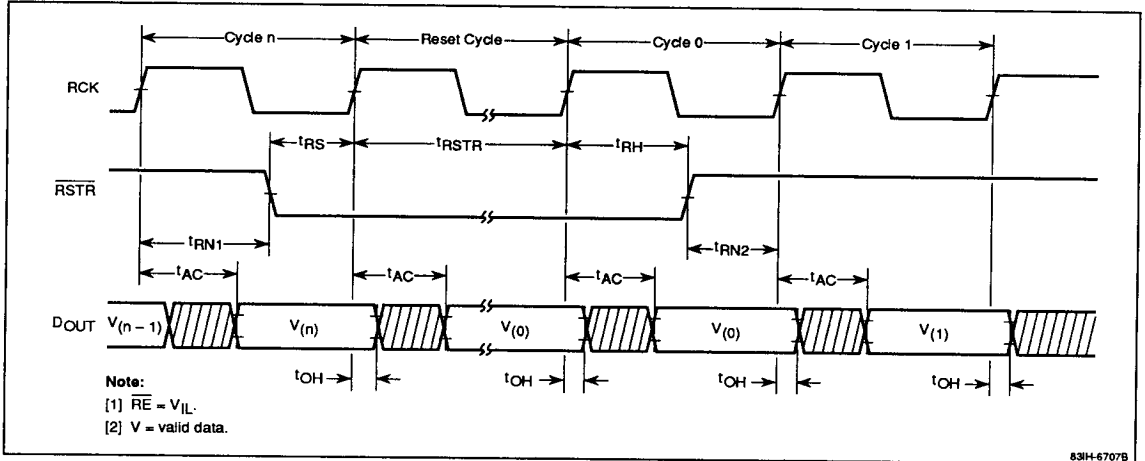 Cycle n Reset Cycle Cycle 0 Cycle 1
RCK
tRS tRSTR tRH
RSTR
tRN1 tRN2
tAC tAC tAC tAC
DOUT V(n – 1) V(n) V(0) V(0) V(1)
tOH tOH tOH tOH
Note:
[1] RE = VIL.
[2] V = valid data.
83IH-6707B